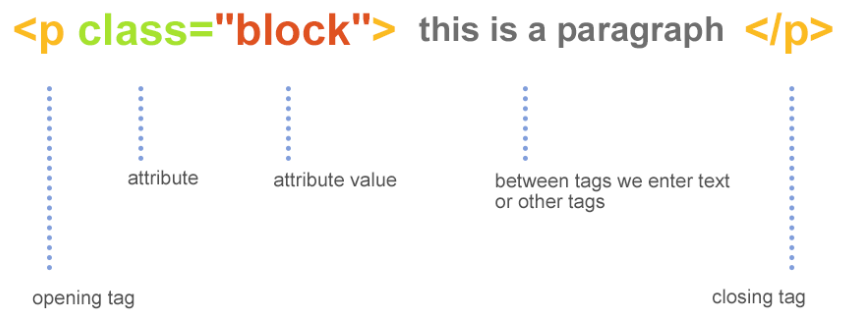 <p class="block"> this is a paragraph </p>
attribute
attribute value
between tags we enter text
or other tags
opening tag
closing tag